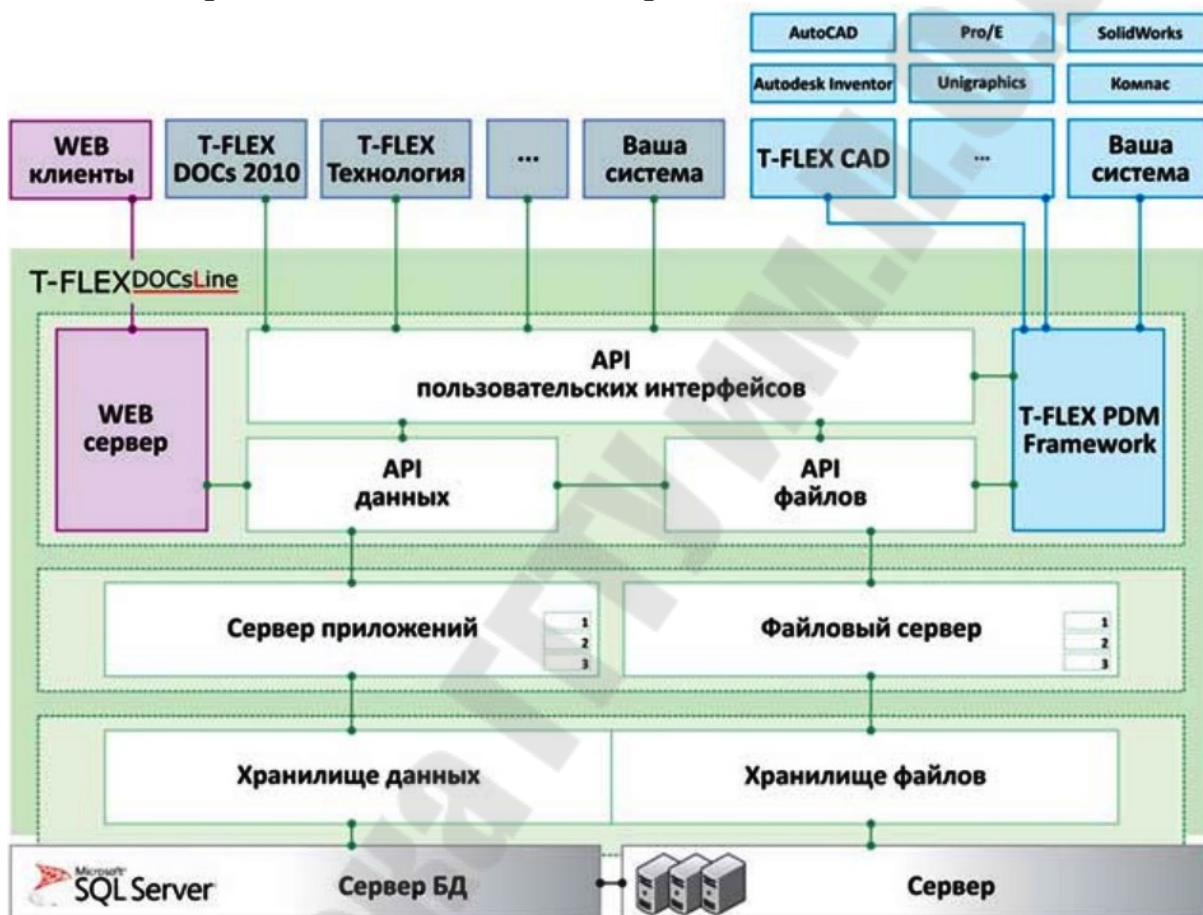 AutoCAD
Pro/E
SolidWorks
Autodesk Inventor
Unigraphics
Компас
WEB
клиенты
T-FLEX
DOCs 2010
T-FLEX
Технология
...
Ваша
система
T-FLEX CAD
...
Ваша
система
T-FLEX DOCsLine
WEB
сервер
API
пользовательских интерфейсов
T-FLEX PDM
Framework
API
данных
API
файлов
Сервер приложений
1
2
3
Файловый сервер
1
2
3
Хранилище данных
Хранилище файлов
Microsoft
SQL Server
Сервер БД
Сервер